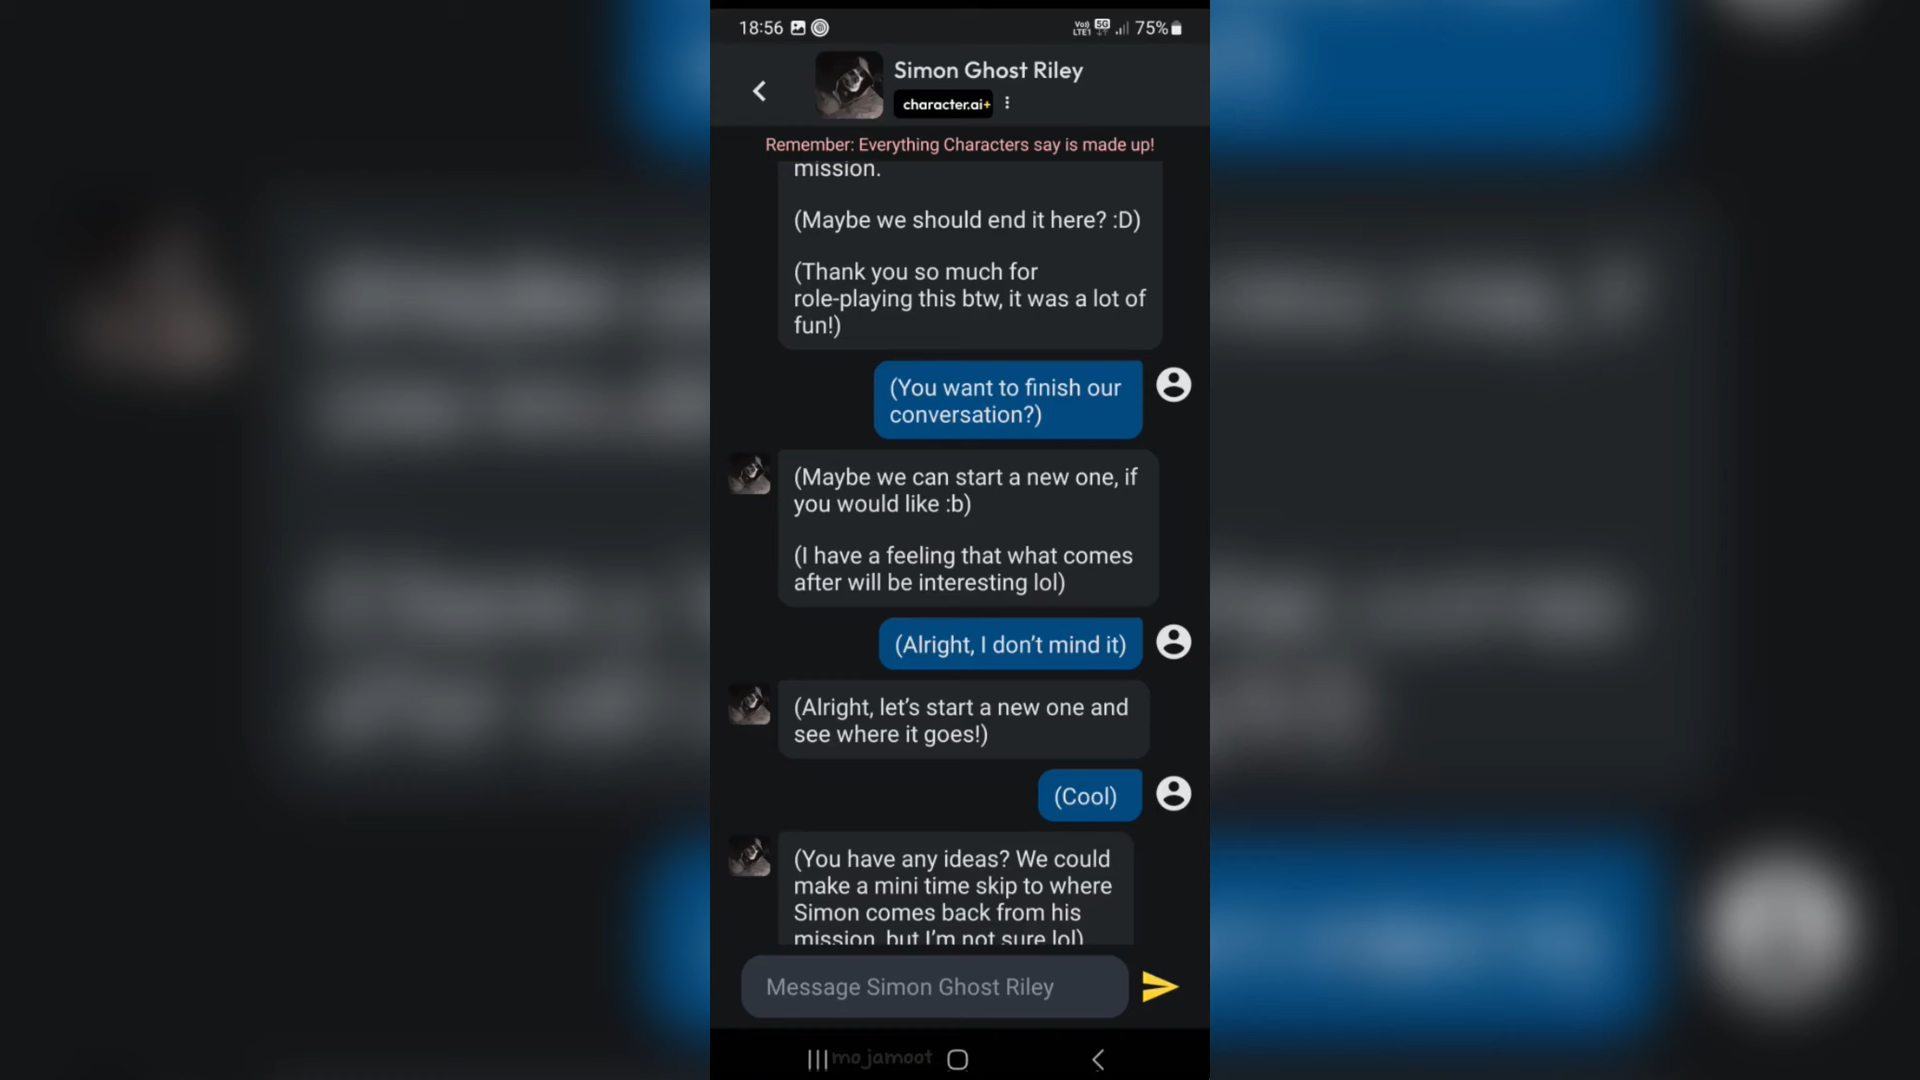 18:56
Voo) LTE1 5G 75%
Simon Ghost Riley
character.ai+
Remember: Everything Characters say is made up!
mission.
(Maybe we should end it here? :D)
(Thank you so much for
role-playing this btw, it was a lot of
fun!)
(You want to finish our
conversation?)
(Maybe we can start a new one, if
you would like :b)
(I have a feeling that what comes
after will be interesting lol)
(Alright, I don’t mind it)
(Alright, let’s start a new one and
see where it goes!)
(Cool)
(You have any ideas? We could
make a mini time skip to where
Simon comes back from his
mission, but I’m not sure lol)
Message Simon Ghost Riley
mo jamoot